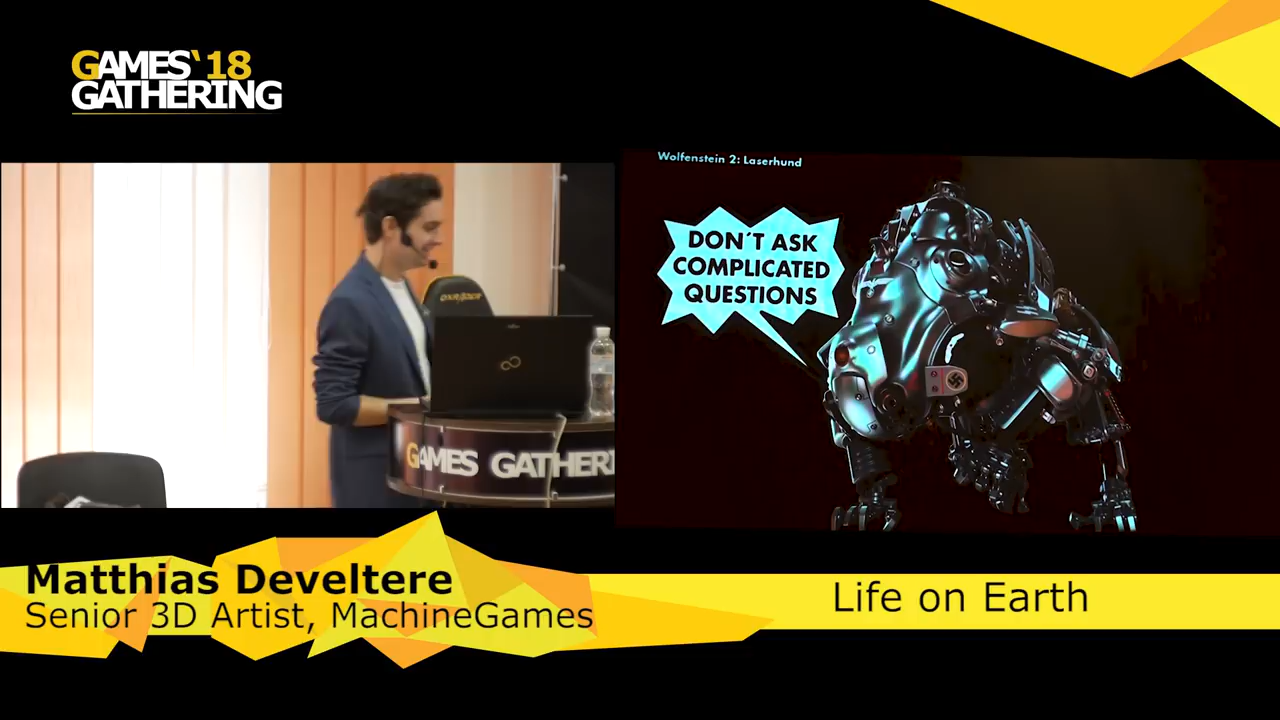 GAMES‘18
GATHERING
Wolfenstein 2: Laserhund
DON´T ASK
COMPLICATED
QUESTIONS
GAMES GATHERI
Matthias Develtere
Senior 3D Artist, MachineGames
Life on Earth